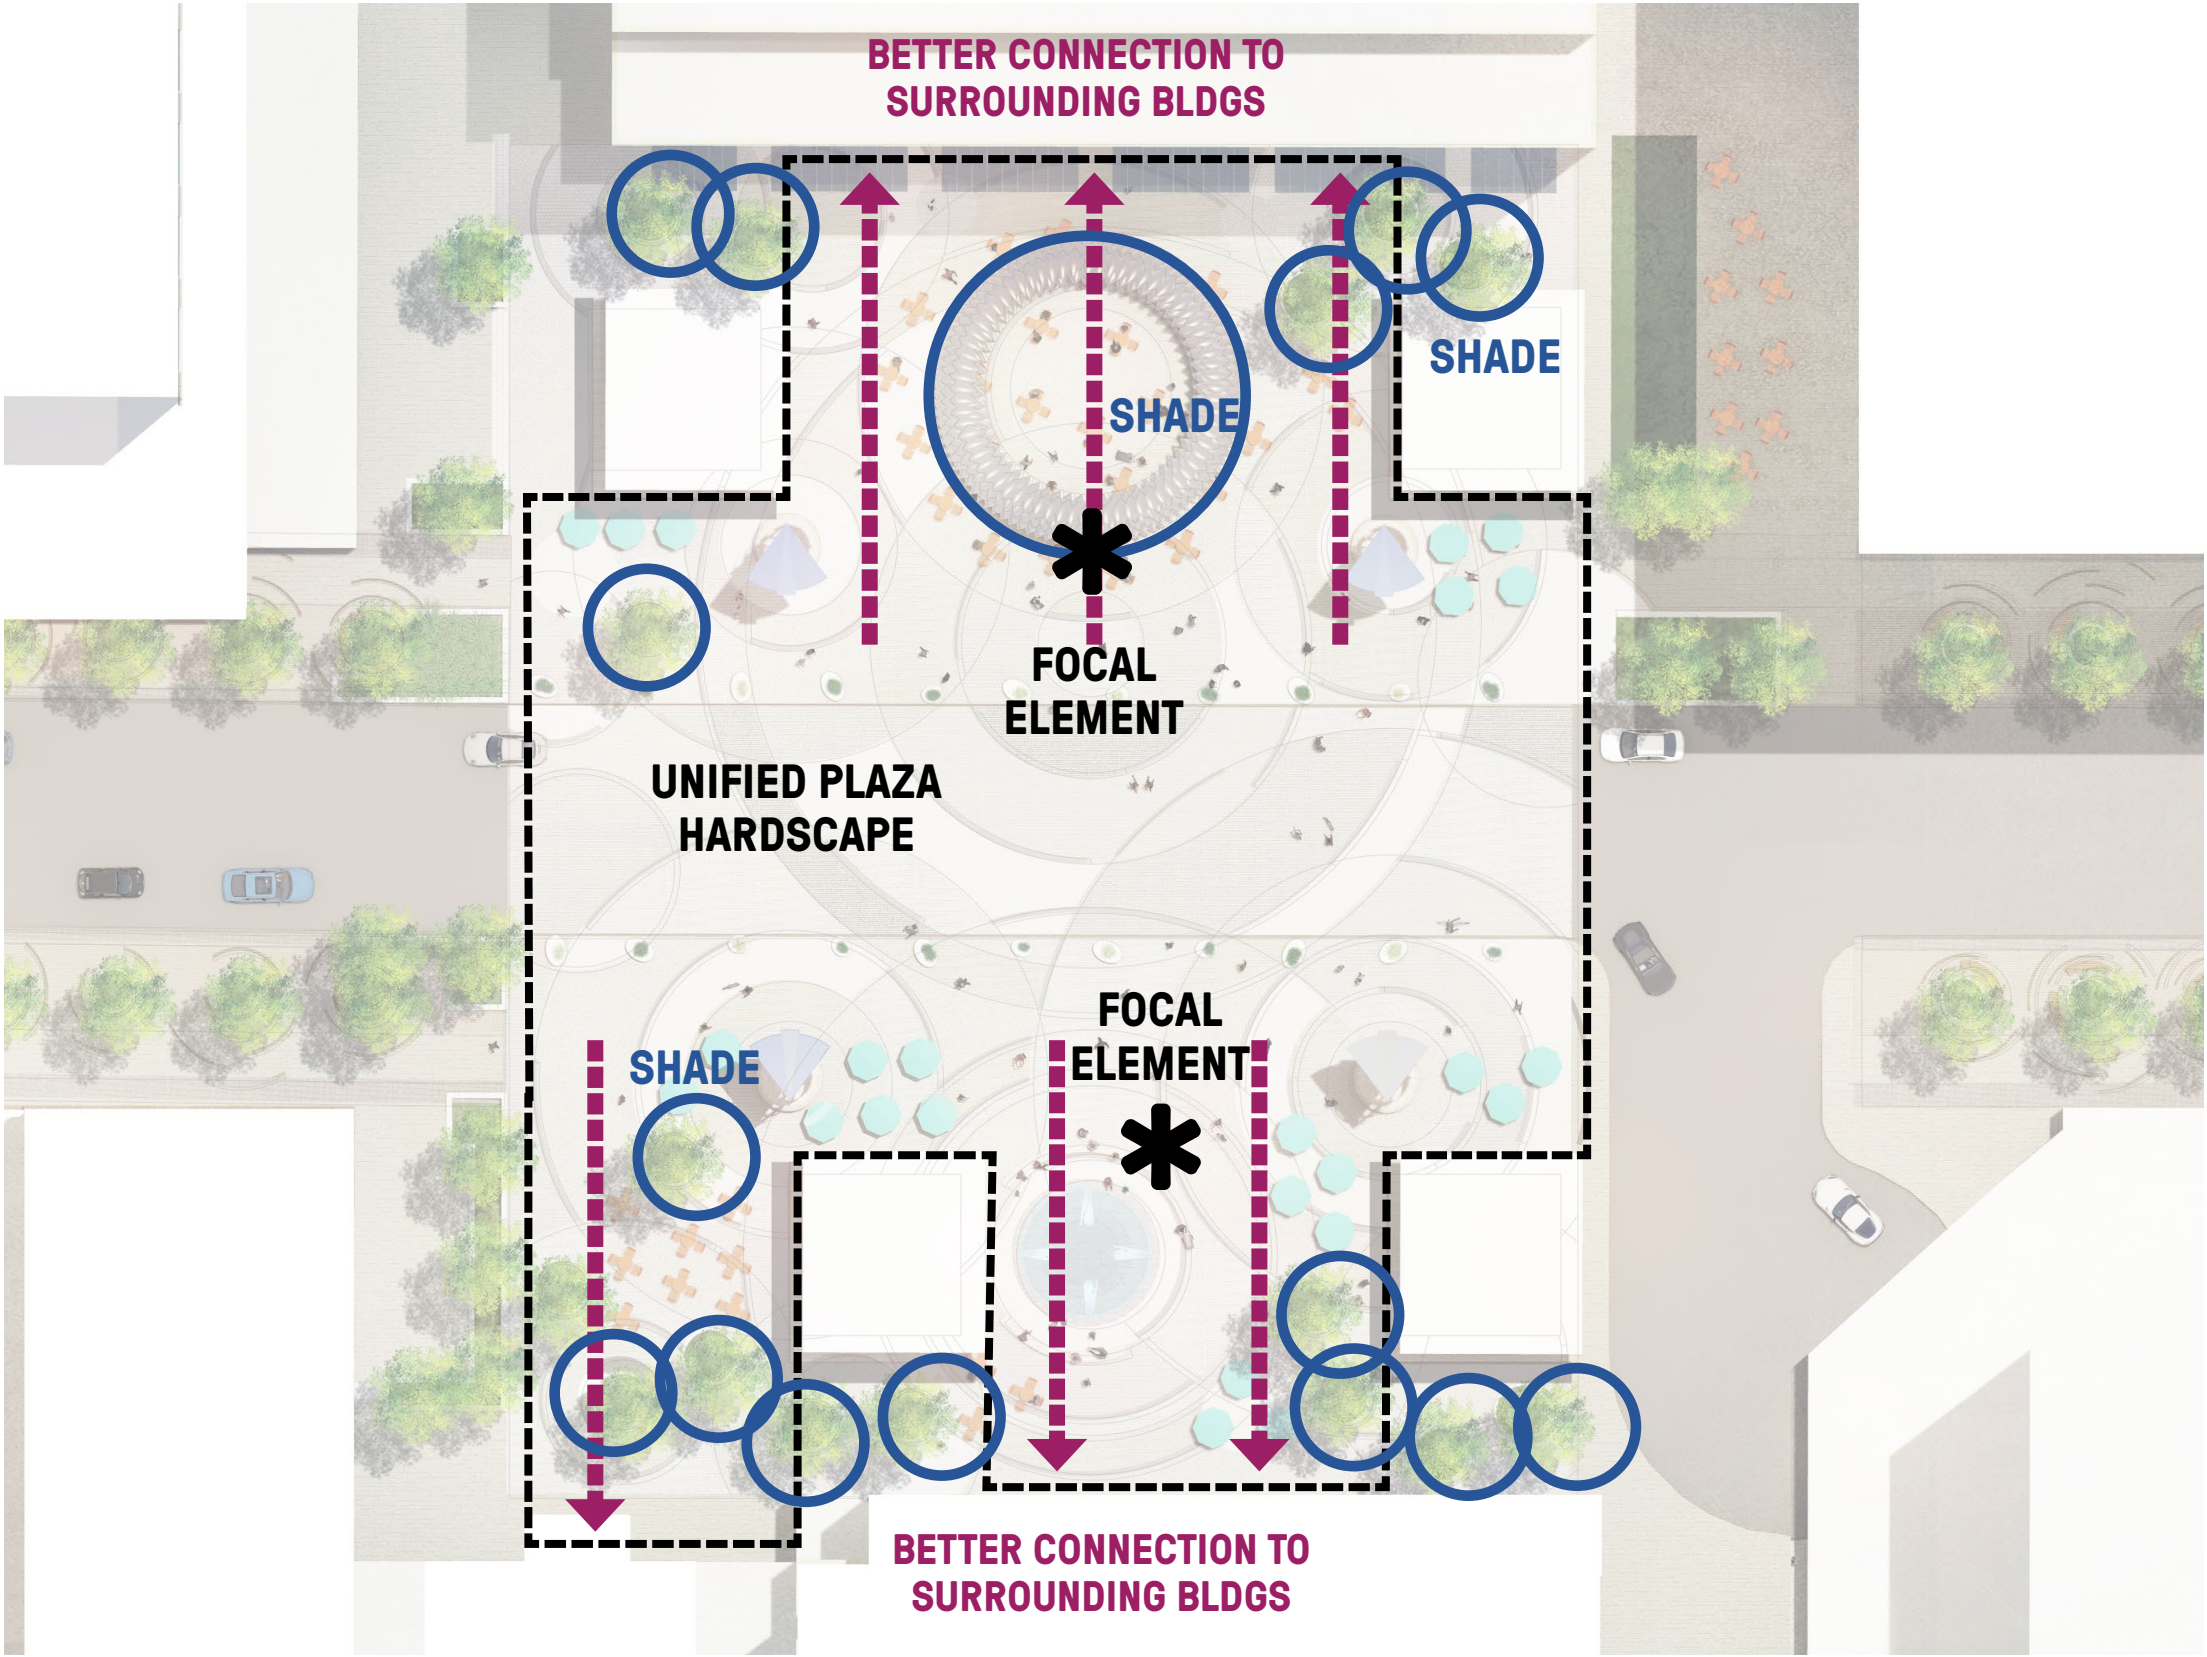 BETTER CONNECTION TO
SURROUNDING BLDGS
SHADE
SHADE
FOCAL
ELEMENT
UNIFIED PLAZA
HARDSCAPE
FOCAL
ELEMENT
SHADE
BETTER CONNECTION TO
SURROUNDING BLDGS